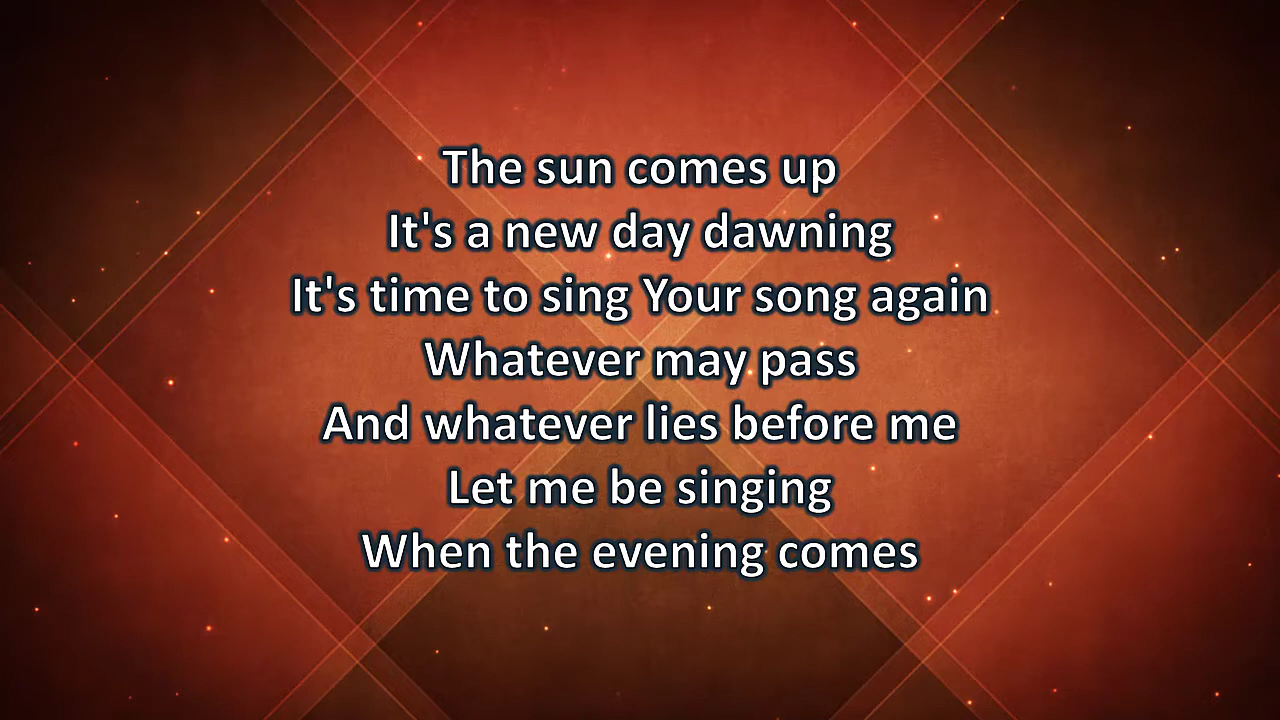 The sun comes up
It's a new day dawning
It's time to sing Your song again
Whatever may pass
And whatever lies before me
Let me be singing
When the evening comes